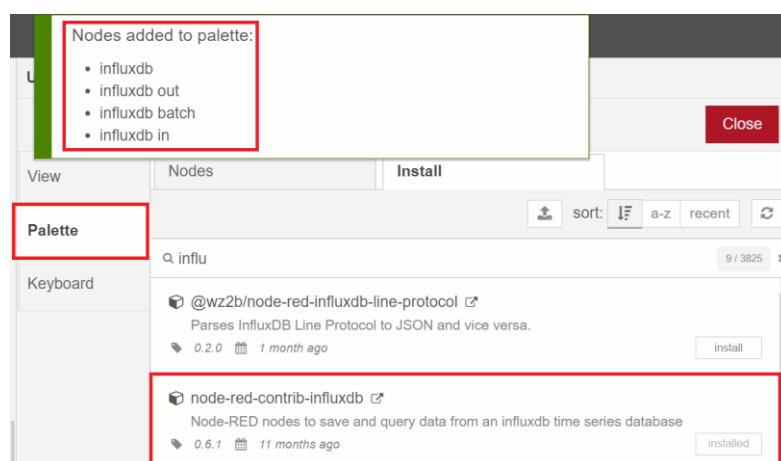 Nodes added to palette:
• influxdb
• influxdb out
• influxdb batch
• influxdb in
Close
View
Nodes
Install
sort:
a-z
recent
Palette
influ
9 / 3825
Keyboard
@wz2b/node-red-influxdb-line-protocol
Parses InfluxDB Line Protocol to JSON and vice versa.
0.2.0 1 month ago
install
node-red-contrib-influxdb
Node-RED nodes to save and query data from an influxdb time series database
0.6.1 11 months ago
installed